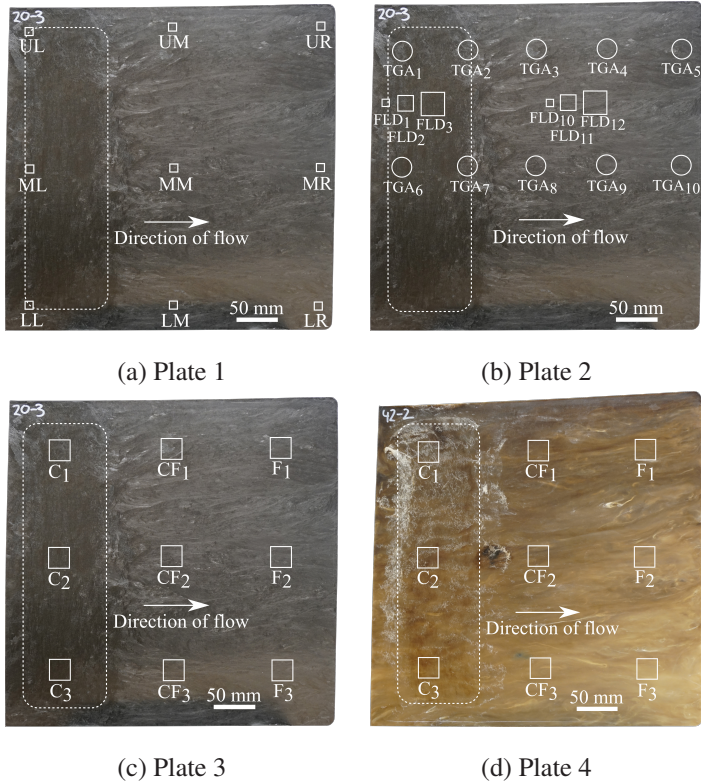 20-3
UL UM UR
ML MM MR
Direction of flow
50 mm
LL LM LR
(a) Plate 1
20-3
TGA1 TGA2 TGA3 TGA4 TGA5
FLD1 FLD2 FLD3 FLD10 FLD11 FLD12
TGA6 TGA7 TGA8 TGA9 TGA10
Direction of flow
50 mm
(b) Plate 2
20-3
C1 CF1 F1
C2 CF2 F2
Direction of flow
C3 CF3 F3
50 mm
(c) Plate 3
42-2
C1 CF1 F1
C2 CF2 F2
Direction of flow
C3 CF3 F3
50 mm
(d) Plate 4